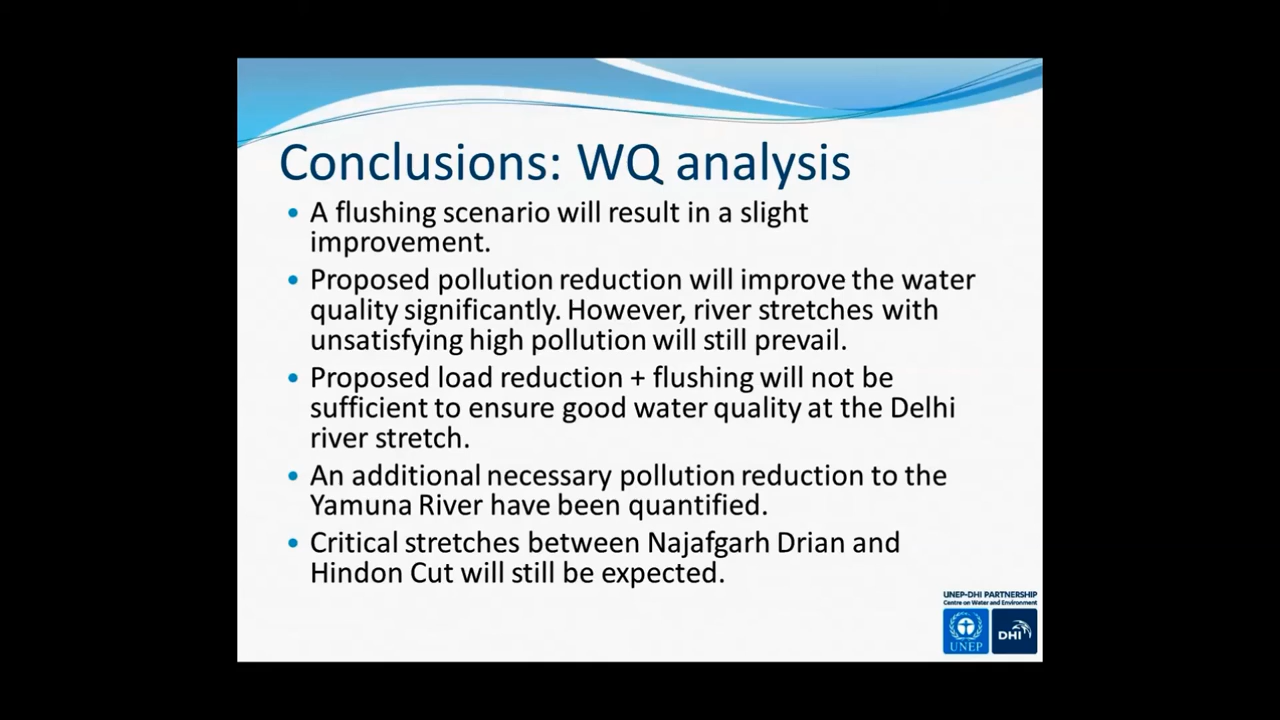 Conclusions: WQ analysis
• A flushing scenario will result in a slight
improvement.
• Proposed pollution reduction will improve the water
quality significantly. However, river stretches with
unsatisfying high pollution will still prevail.
• Proposed load reduction + flushing will not be
sufficient to ensure good water quality at the Delhi
river stretch.
• An additional necessary pollution reduction to the
Yamuna River have been quantified.
• Critical stretches between Najafgarh Drian and
Hindon Cut will still be expected.
UNEP-DHI PARTNERSHIP
Centre on Water and Environment
UNEP DHI